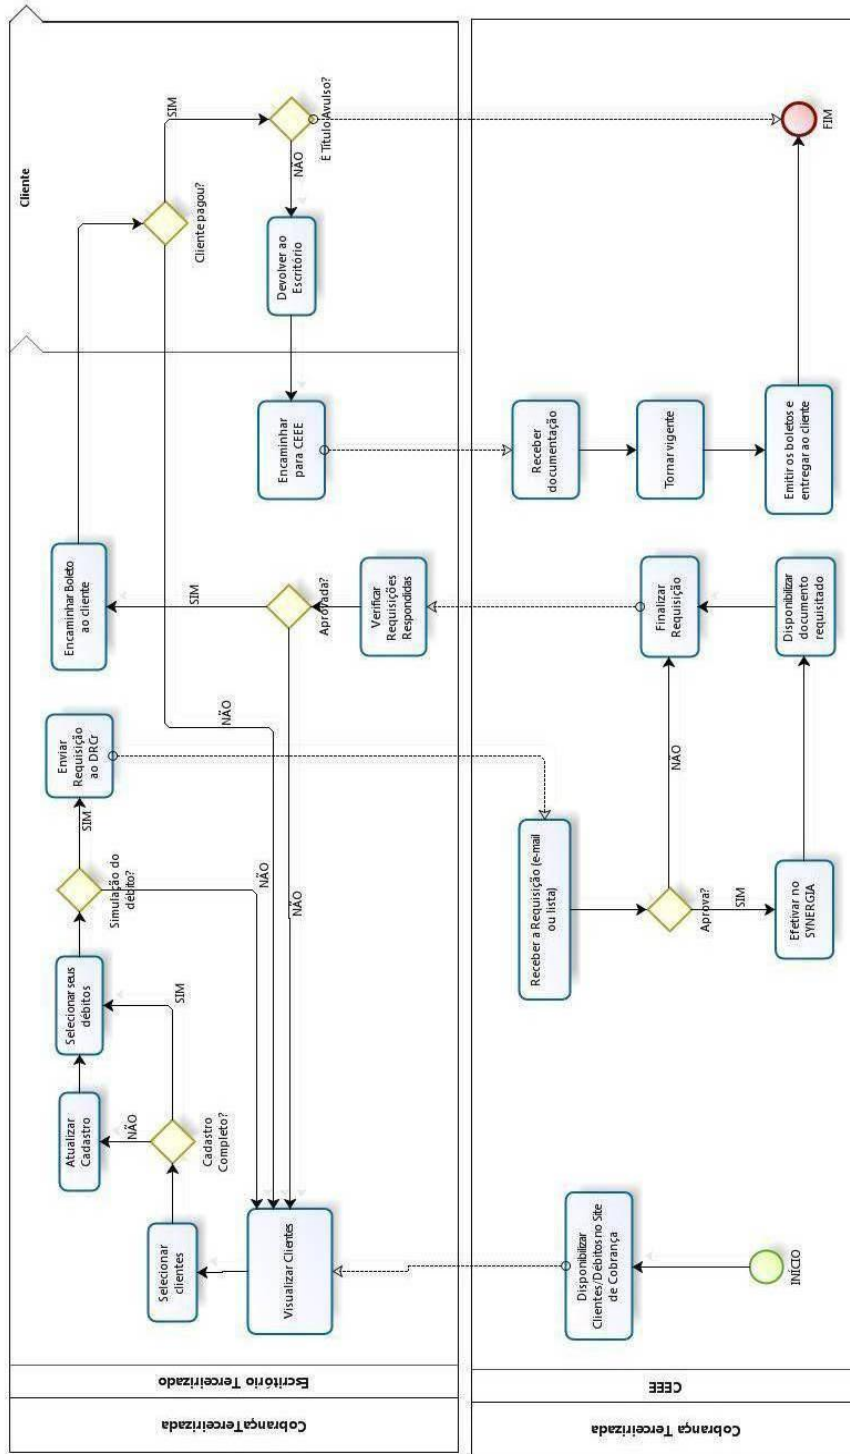 Cliente
SIM
É Título Avulso?
NÃO
Cliente pagou?
Devolver ao
Escritório
FIM
Encaminhar
para CEEE
Receber
documentação
Tornar vigente
Emitir os boletos e
entregar ao cliente
Encaminhar Boleto
ao cliente
SIM
Aprovada?
Verificar
Requisições
Respondidas
Finalizar
Requisição
Disponibilizar
documento
requisitado
Enviar
Requisição
ao DRCr
NÃO
NÃO
SIM
Simulação do
débito?
NÃO
NÃO
Receber a Requisição (e-mail
ou lista)
Aprova?
SIM
Efetivar no
SYNERGIA
Selecionar seus
débitos
SIM
Atualizar
Cadastro
NÃO
Cadastro
Completo?
Selecionar
clientes
Visualizar Clientes
Disponibilizar
Clientes/Débitos no Site
de Cobrança
INÍCIO
Escritório Terceirizado
CEEE
Cobrança Terceirizada
Cobrança Terceirizada